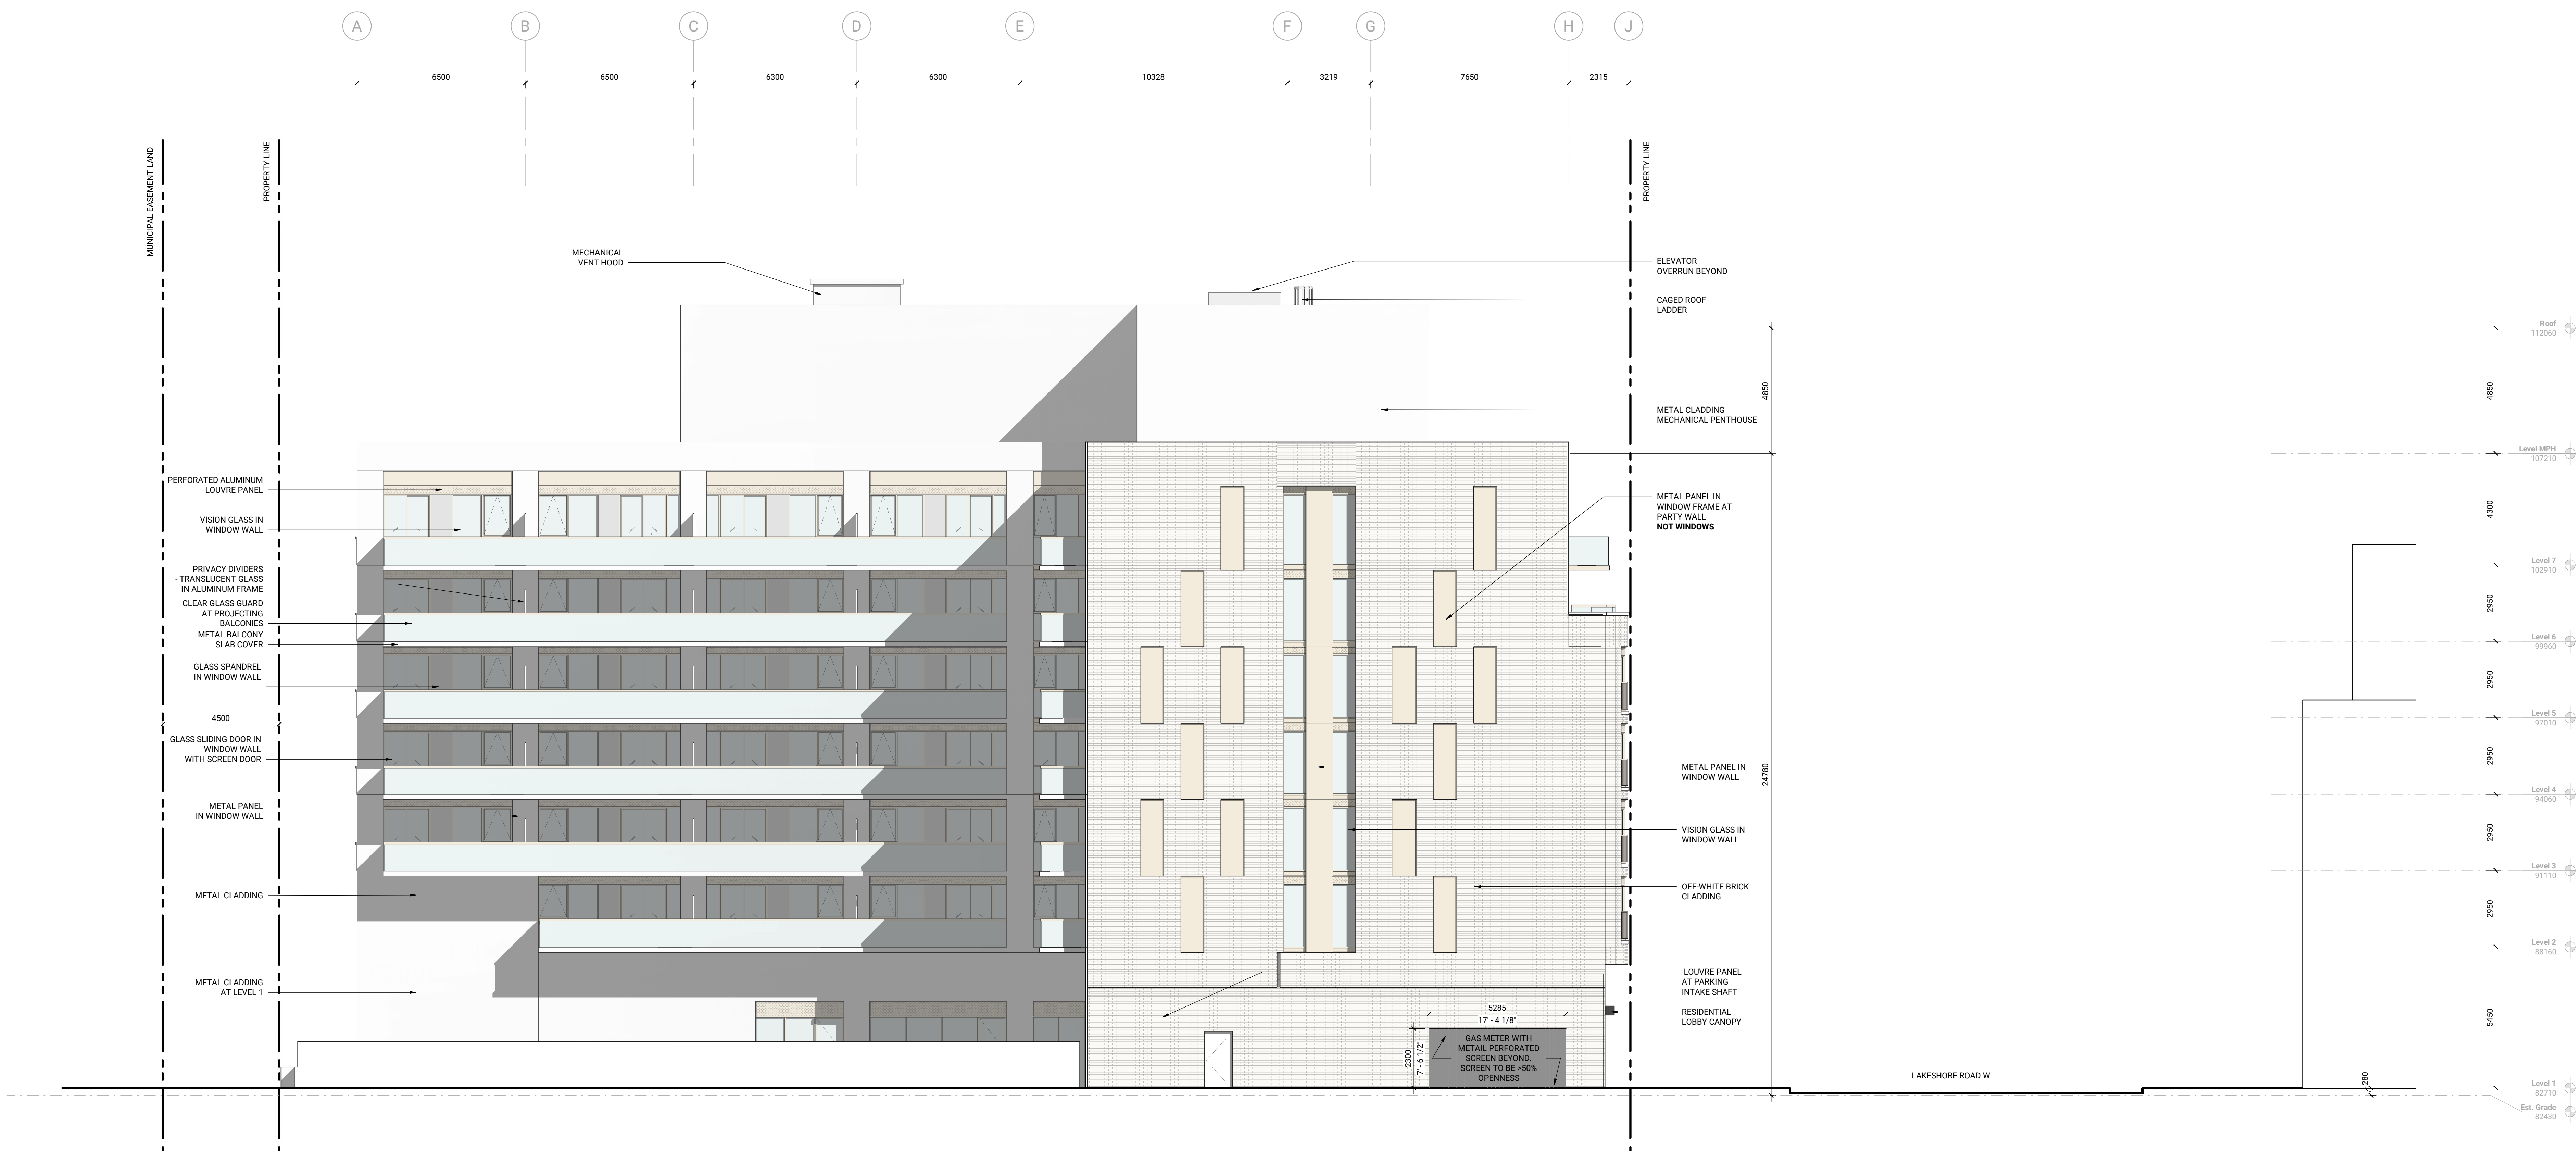 A
B
C
D
E
F
G
H
J
6500
6500
6300
6300
10328
3219
7650
2315
MUNICIPAL EASEMENT LAND
PROPERTY LINE
PROPERTY LINE
MECHANICAL
VENT HOOD
ELEVATOR
OVERRUN BEYOND
CAGED ROOF
LADDER
METAL CLADDING
MECHANICAL PENTHOUSE
PERFORATED ALUMINUM
LOUVRE PANEL
VISION GLASS IN
WINDOW WALL
PRIVACY DIVIDERS
- TRANSLUCENT GLASS
IN ALUMINUM FRAME
CLEAR GLASS GUARD
AT PROJECTING
BALCONIES
METAL BALCONY
SLAB COVER
GLASS SPANDREL
IN WINDOW WALL
4500
GLASS SLIDING DOOR IN
WINDOW WALL
WITH SCREEN DOOR
METAL PANEL
IN WINDOW WALL
METAL CLADDING
METAL CLADDING
AT LEVEL 1
METAL PANEL IN
WINDOW FRAME AT
PARTY WALL
NOT WINDOWS
METAL PANEL IN
WINDOW WALL
VISION GLASS IN
WINDOW WALL
OFF-WHITE BRICK
CLADDING
LOUVRE PANEL
AT PARKING
INTAKE SHAFT
RESIDENTIAL
LOBBY CANOPY
5285
17' - 4 1/8"
2300
7' - 6 1/2"
GAS METER WITH
METAIL PERFORATED
SCREEN BEYOND.
SCREEN TO BE >50%
OPENNESS
4850
24780
LAKESHORE ROAD W
280
4850
4300
2950
2950
2950
2950
2950
5450
Roof
112060
Level MPH
107210
Level 7
102910
Level 6
99960
Level 5
97010
Level 4
94060
Level 3
91110
Level 2
88160
Level 1
82710
Est. Grade
82430